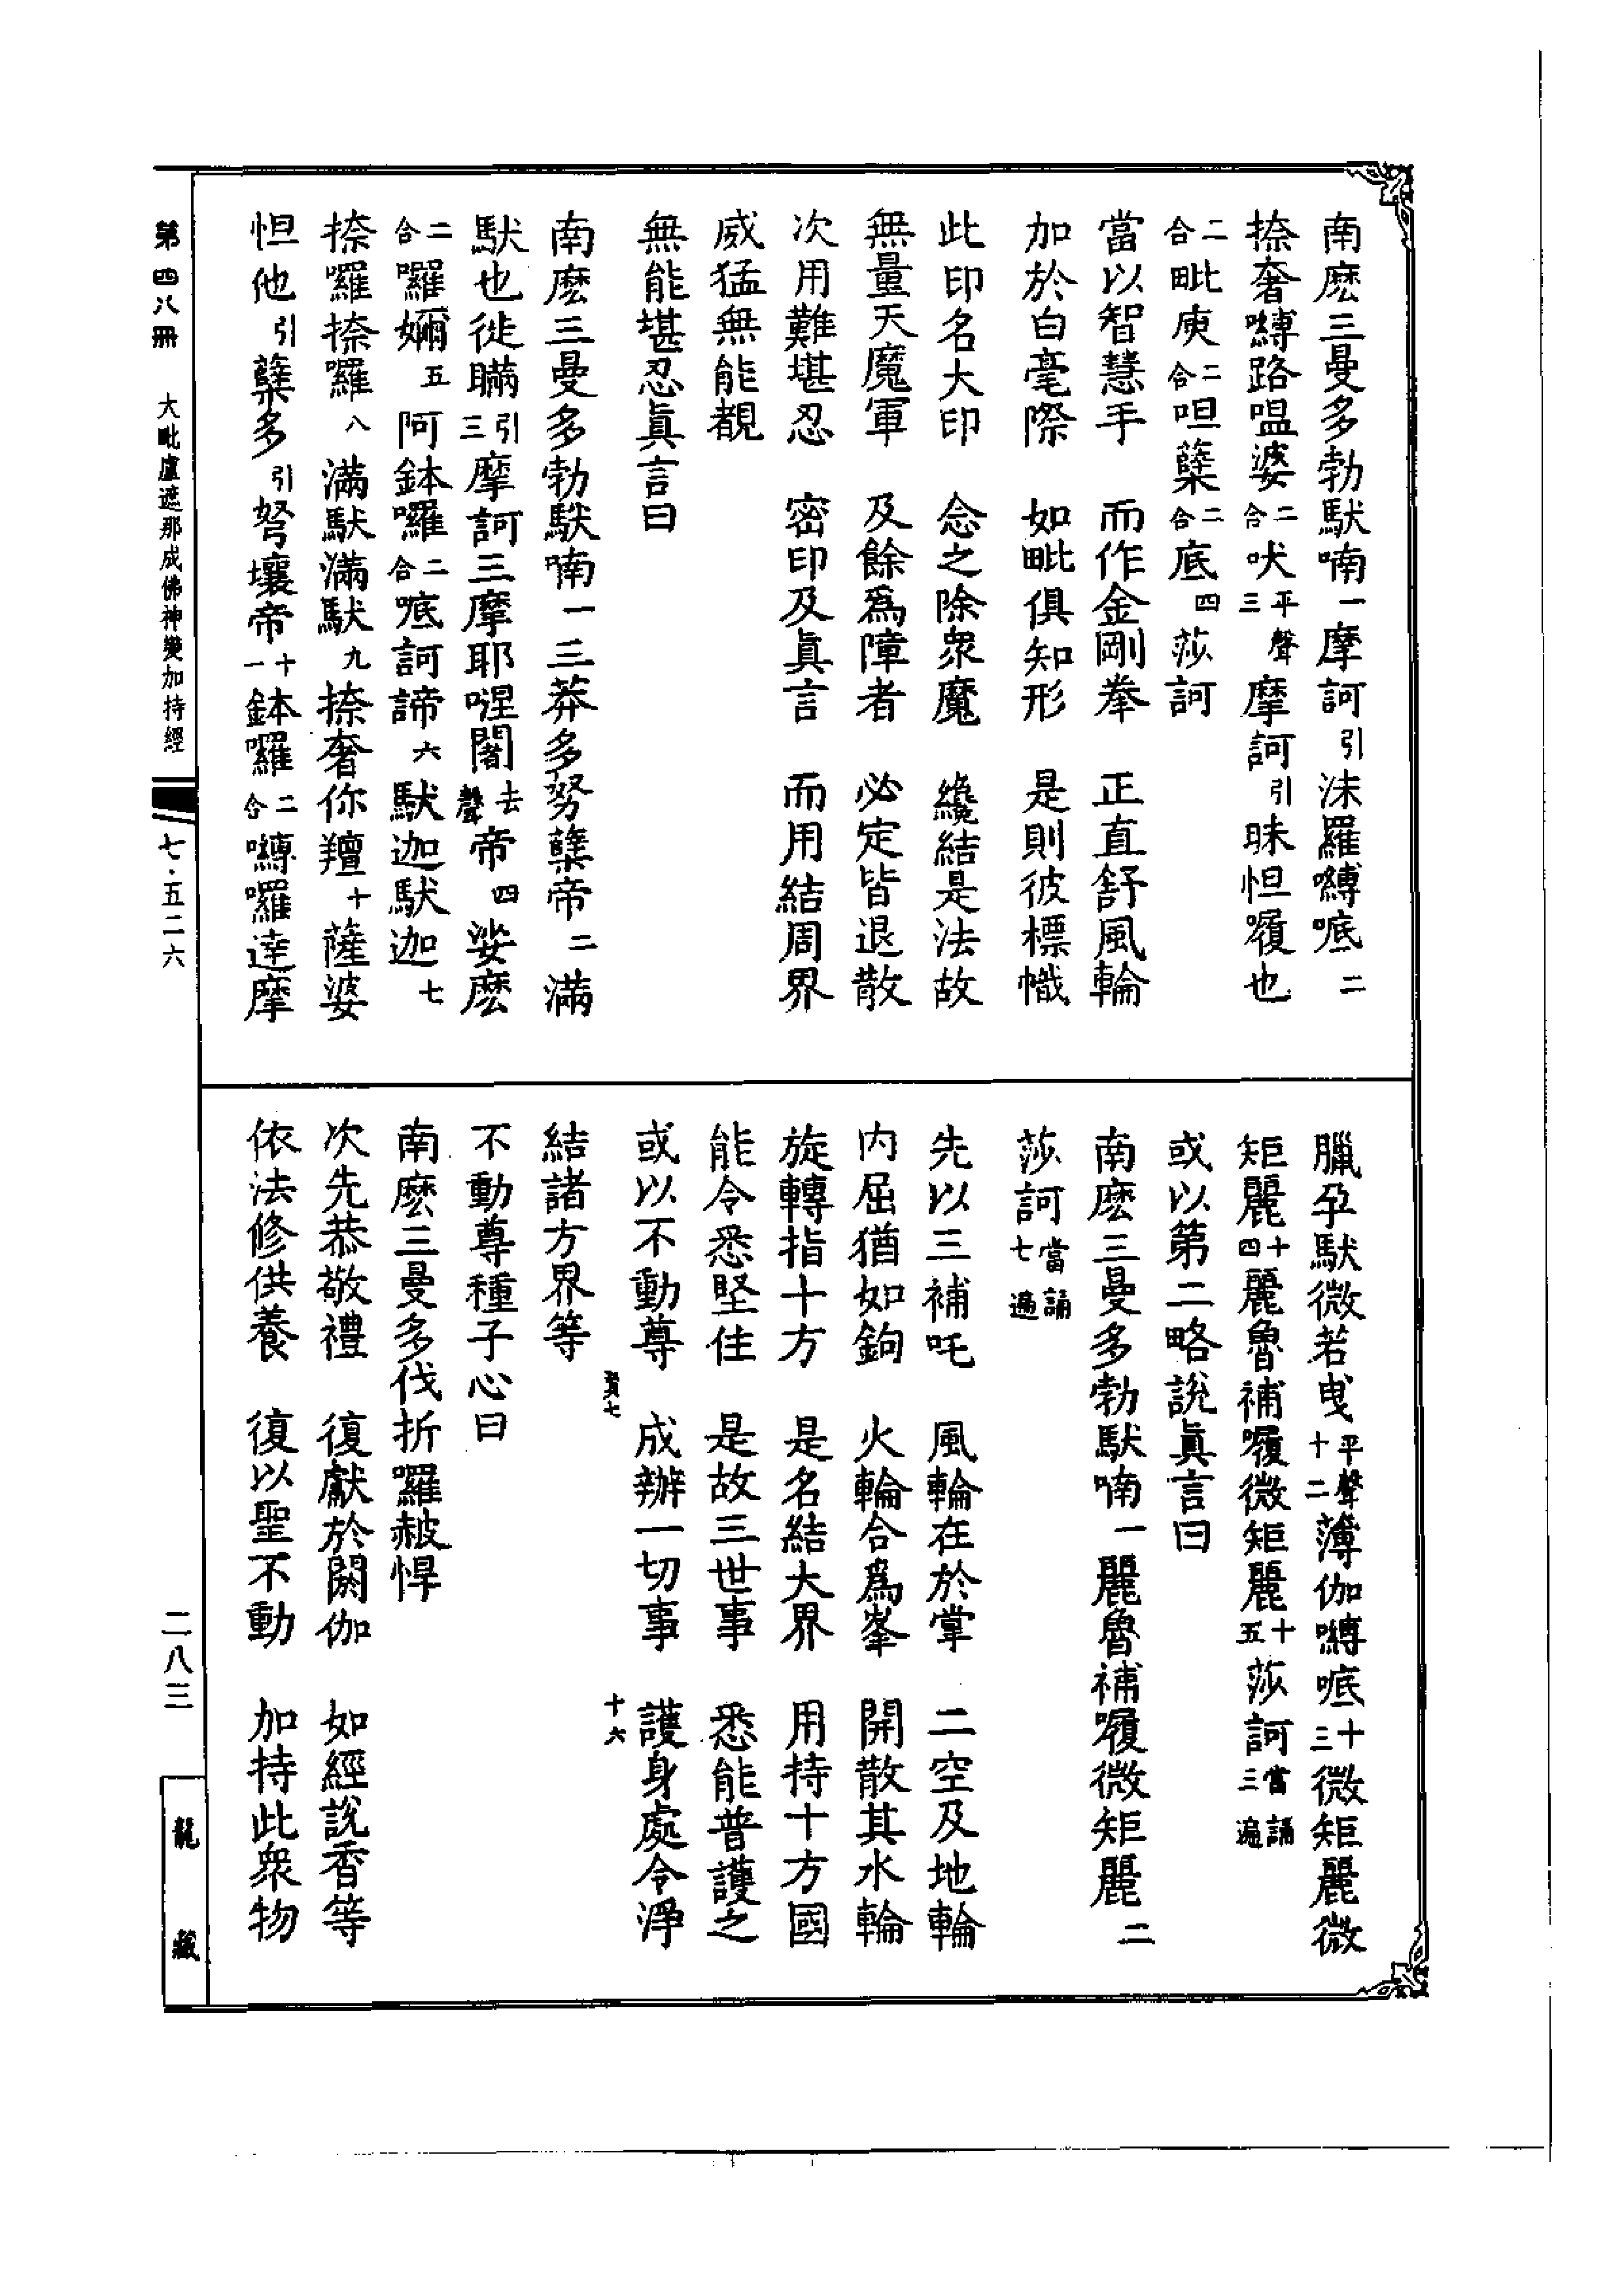 南麽三曼多勃馱喃一摩訶引沫羅嚩㡳二
捺奢嚩路嗢婆二合吠平聲三摩訶引昧怛囇也
二合毗庾二合呾蘖二合底四莎訶
當以智慧手　而作金剛拳　正直舒風輪
加於白毫際　如毗俱知形　是則彼標幟
此印名大印　念之除衆魔　纔結是法故
無量天魔軍　及餘爲障者　必定皆退散
次用難堪忍　密印及眞言　而用結周界
威猛無能覩
無能堪忍眞言曰
南麽三曼多勃馱喃一三莽多努蘖帝二滿
馱也徙瞞引三摩訶三摩耶㗌闍去聲帝四娑麽
二合囉嬭五阿鉢囉二合㡳訶諦六馱迦馱迦七
捺囉捺囉八滿馱滿馱九捺奢你羶十薩婆
怛他引蘖多引弩壤帝十一鉢囉二合嚩囉達摩
臘孕馱微若曳平聲十二薄伽嚩㡳十三微矩麗微
矩麗十四麗魯補囇微矩麗十五莎訶當誦三遍
或以第二略說眞言曰
南麽三曼多勃馱喃一麗魯補囇微矩麗二
莎訶當誦七遍
先以三補吒　風輪在於掌　二空及地輪
內屈猶如鉤　火輪合爲峯　開散其水輪
旋轉指十方　是名結大界　用持十方國
能令悉堅住　是故三世事　悉能普護之
或以不動尊　成辦一切事　護身處令淨
結諸方界等
不動尊種子心曰
南麽三曼多伐折囉赧悍
次先恭敬禮　復獻於閼伽　如經說香等
依法修供養　復以聖不動　加持此衆物
七
十六
第四八冊　大毗盧遮那成佛神變加持經　七・五二六
二八三
龍藏